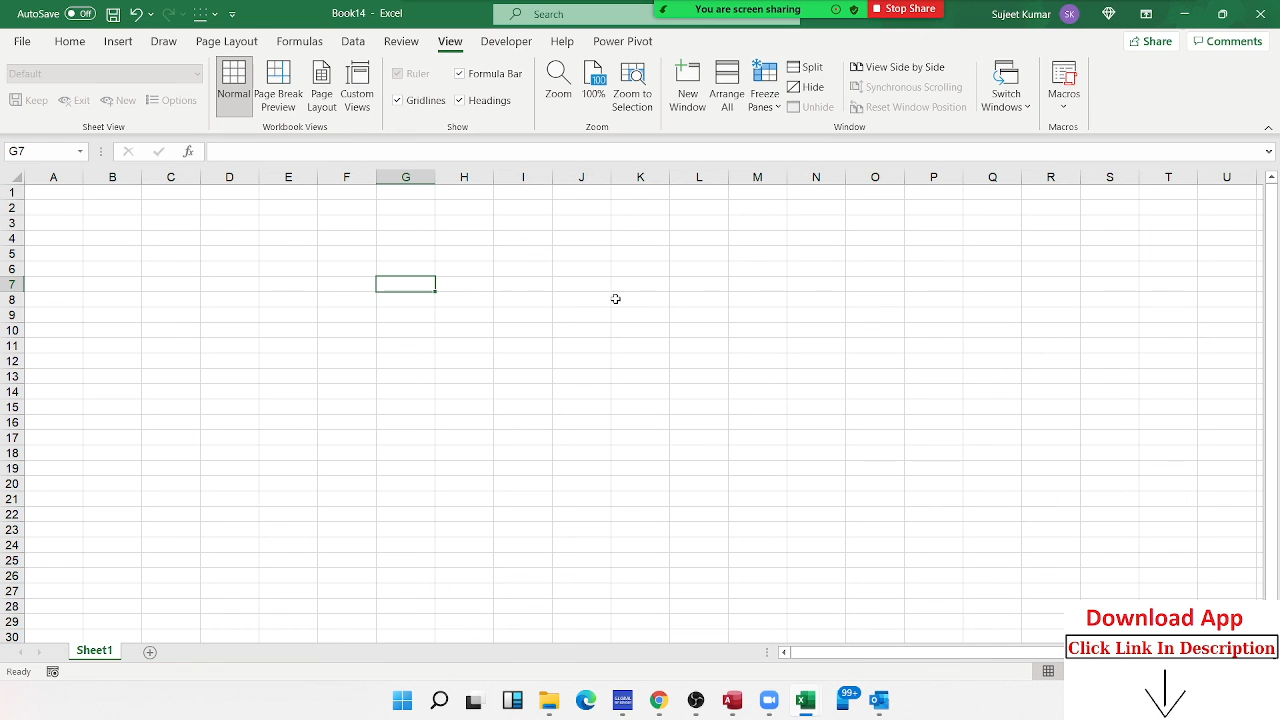 AutoSave Off Book14 - Excel Search You are screen sharing Stop Share Sujeet Kumar SK
File Home Insert Draw Page Layout Formulas Data Review View Developer Help Power Pivot Share Comments
Default
Keep Exit New Options
Sheet View
Normal
Page Break
Preview
Page
Layout
Custom
Views
Workbook Views
Ruler Formula Bar
Gridlines Headings
Show
Zoom
100
100%
Zoom to
Selection
Zoom
New
Window
Arrange
All
Freeze
Panes
Split
Hide
Unhide
View Side by Side
Synchronous Scrolling
Reset Window Position
Switch
Windows
Window
Macros
Macros
G7 fx
A B C D E F G H I J K L M N O P Q R S T U
1
2
3
4
5
6
7
8
9
10
11
12
13
14
15
16
17
18
19
20
21
22
23
24
25
26
27
28
29
30
Download App
Click Link In Description
Sheet1
Ready
99+